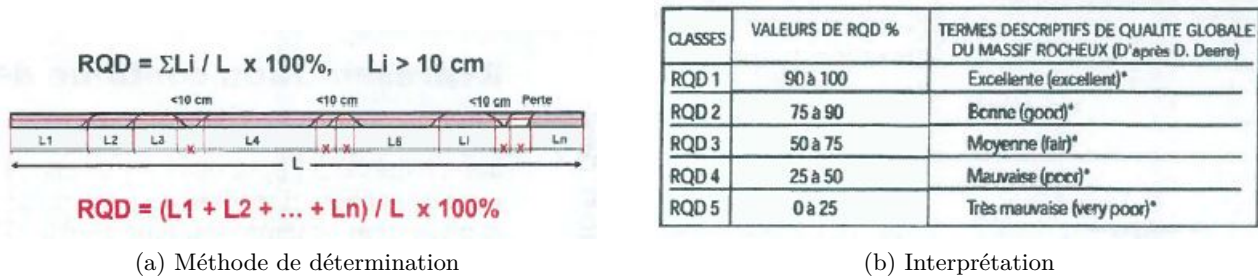 RQD = ΣLi / L x 100%, Li > 10 cm
<10 cm <10 cm <10 cm Perte
L1 L2 L3 x L4 x x L5 Li x x Ln
L
RQD = (L1 + L2 + ... + Ln) / L x 100%
(a) Méthode de détermination
CLASSES VALEURS DE RQD % TERMES DESCRIPTIFS DE QUALITE GLOBALE
DU MASSIF ROCHEUX (D'après D. Deere)
RQD 1 90 à 100 Excellente (excellent)*
RQD 2 75 à 90 Bonne (good)*
RQD 3 50 à 75 Moyenne (fair)*
RQD 4 25 à 50 Mauvaise (poor)*
RQD 5 0 à 25 Très mauvaise (very poor)*
(b) Interprétation